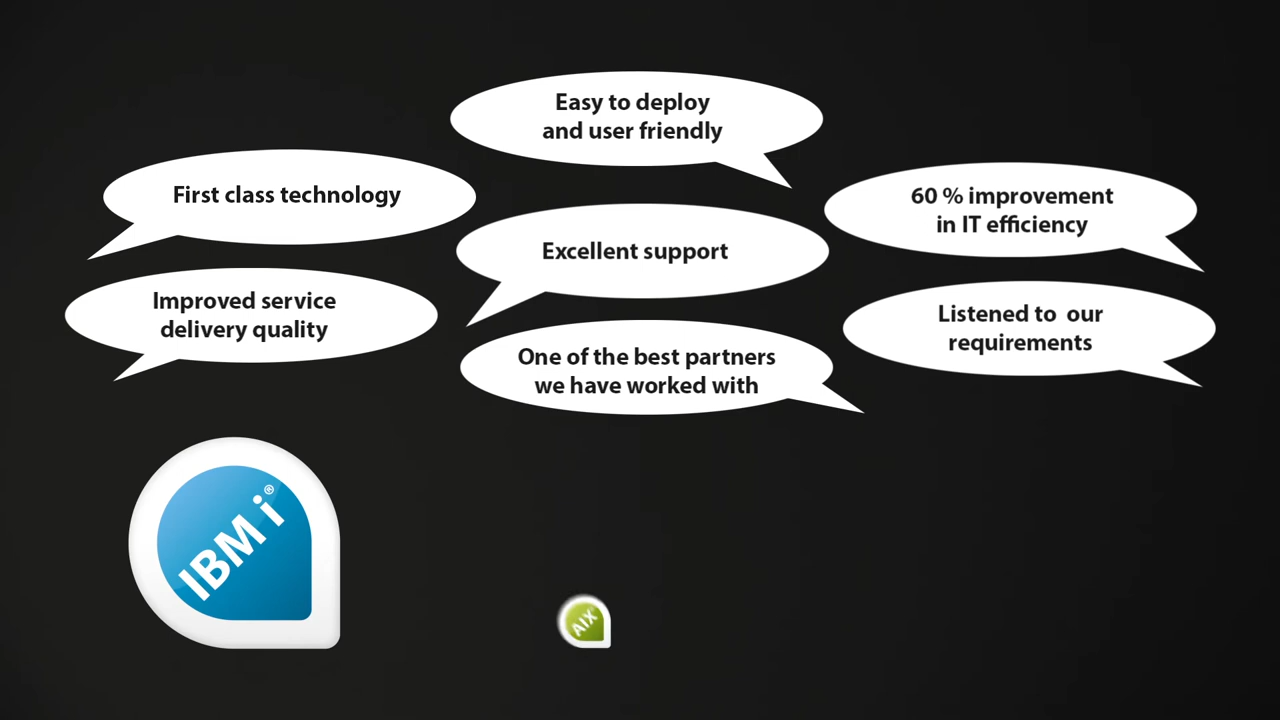 Easy to deploy
and user friendly
First class technology
60 % improvement
in IT efficiency
Excellent support
Improved service
delivery quality
Listened to our
requirements
One of the best partners
we have worked with
IBM i®
AIX